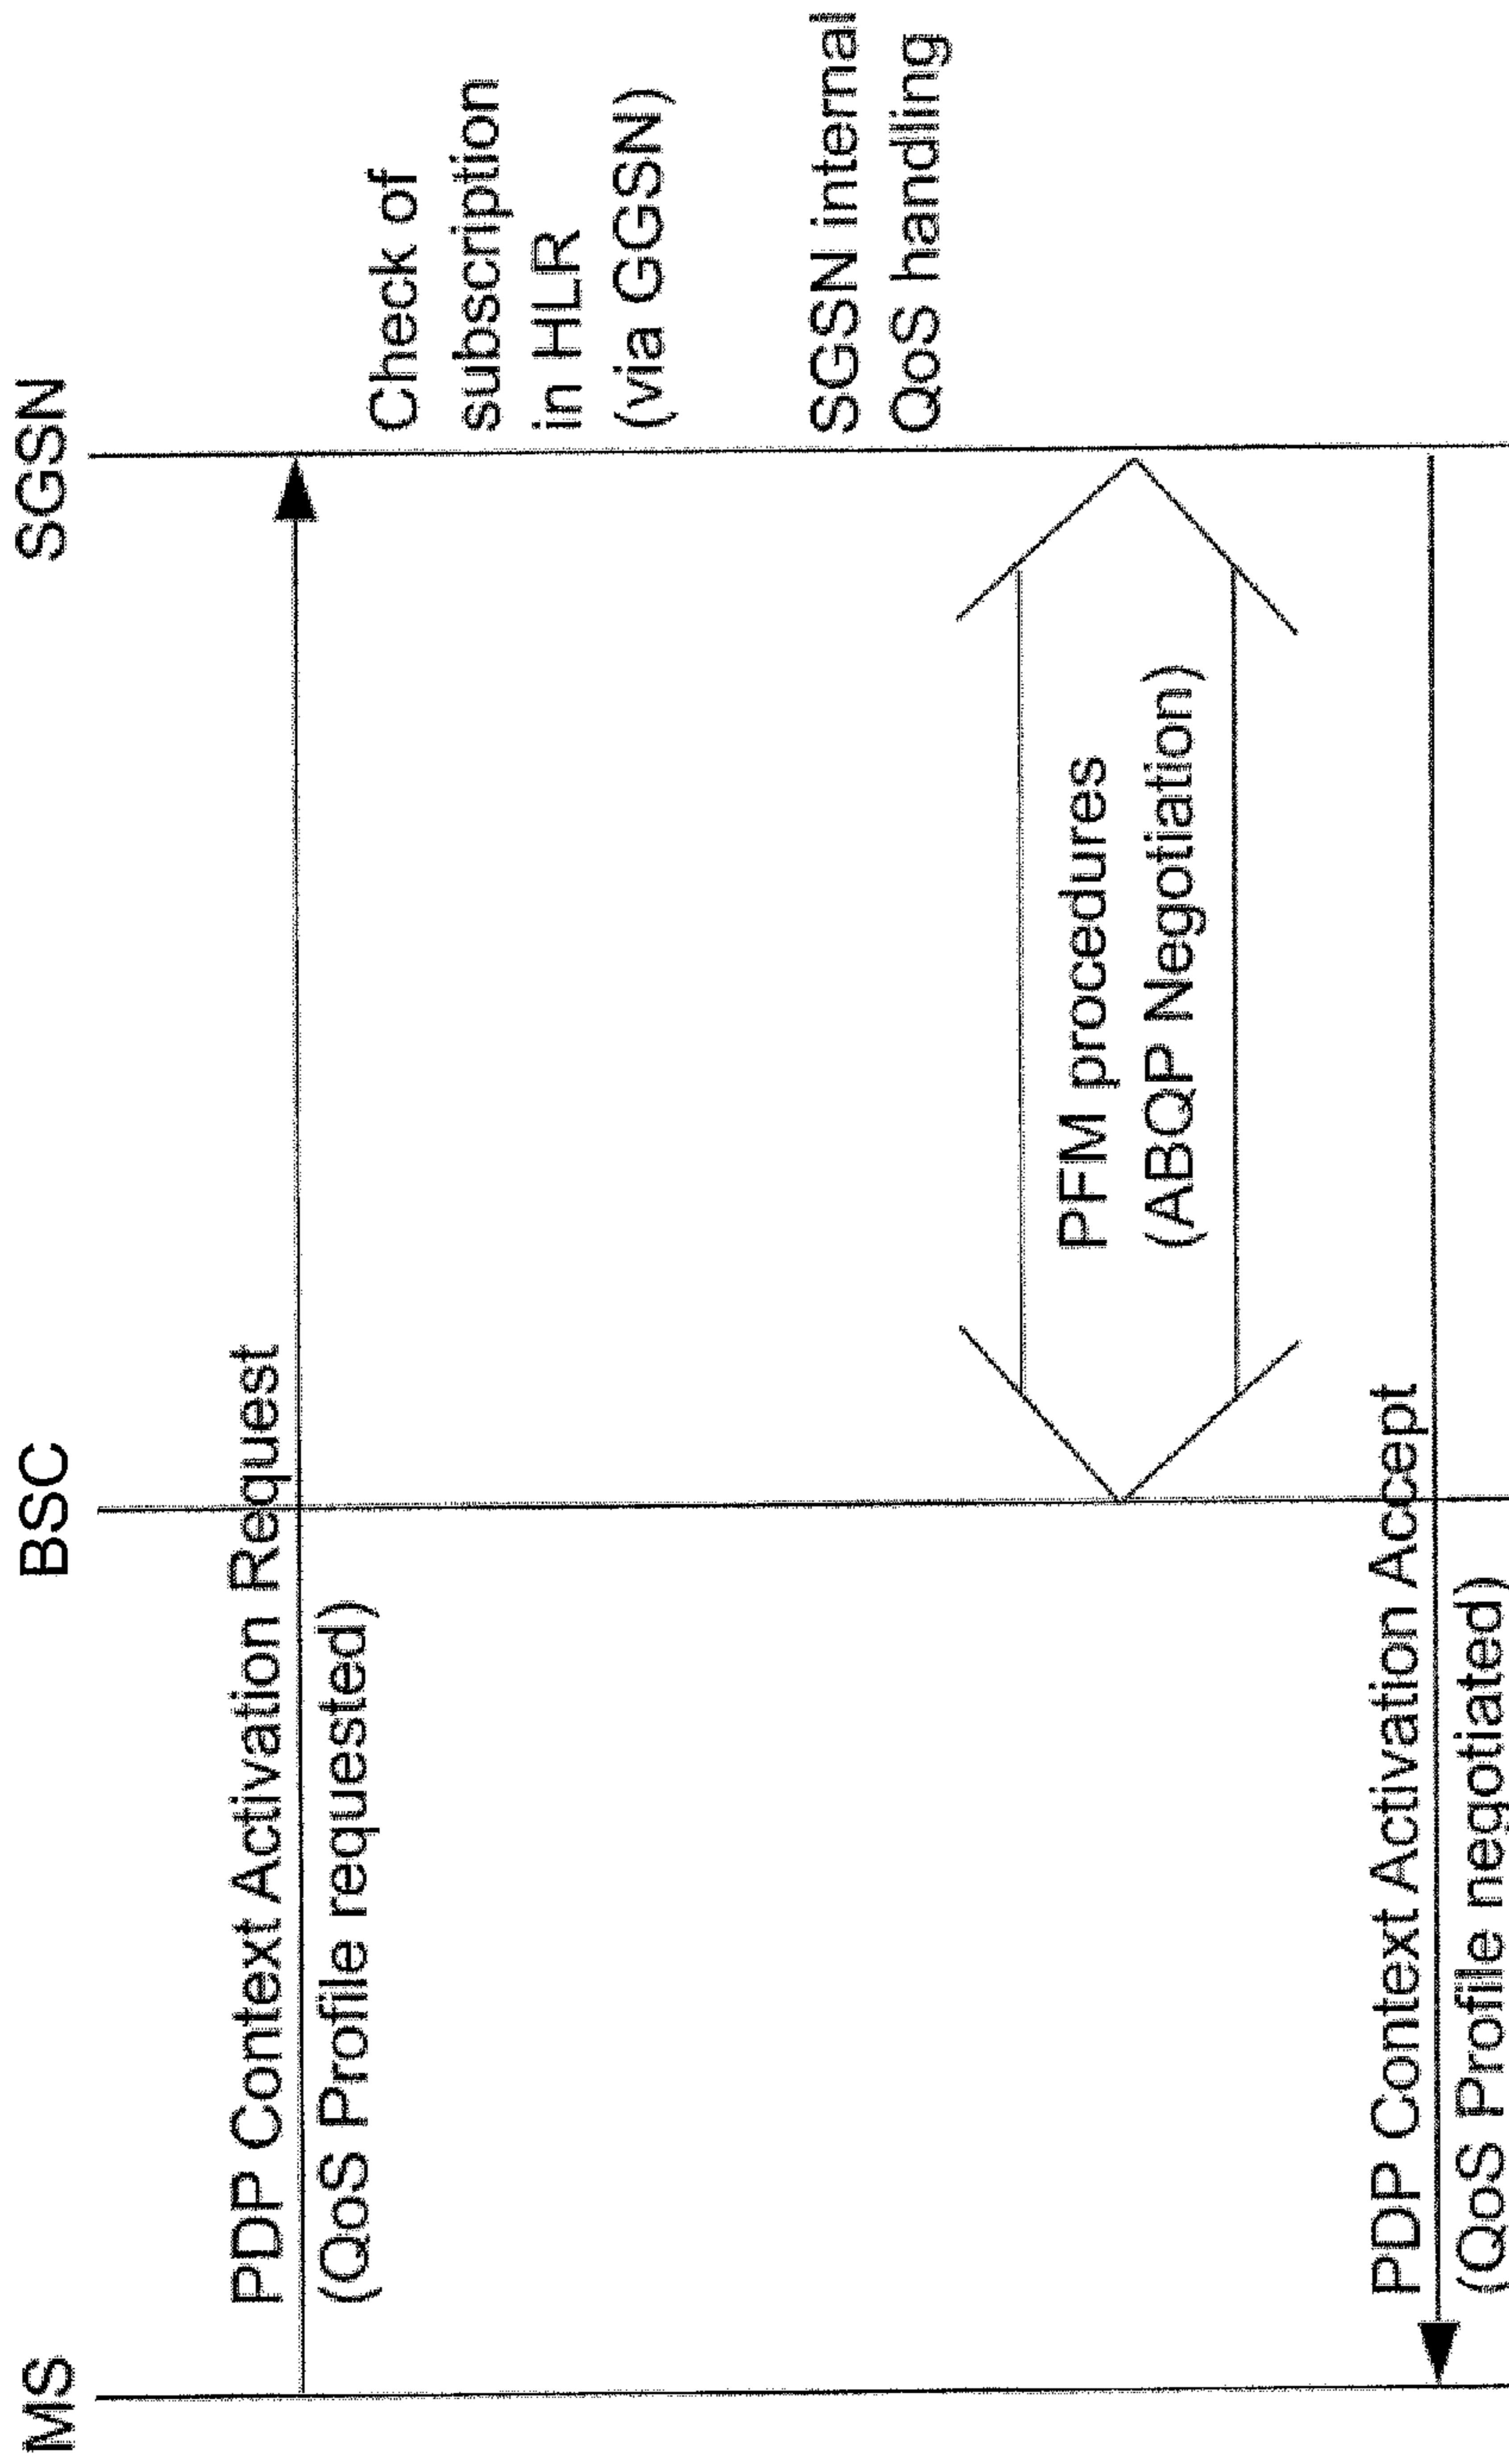 MS
BSC
SGSN
PDP Context Activation Request
(QoS Profile requested)
Check of
subscription
in HLR
(via GGSN)
SGSN internal
QoS handling
PFM procedures
(ABQP Negotiation)
PDP Context Activation Accept
(QoS Profile negotiated)